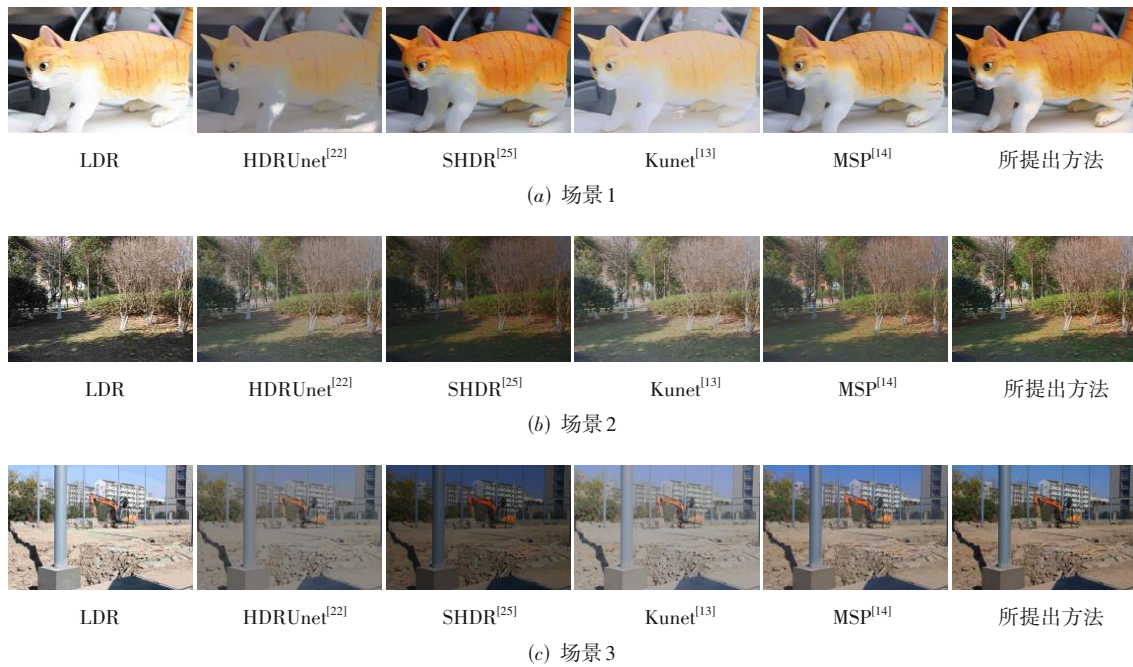 LDR HDRUnet[22] SHDR[25] Kunet[13] MSP[14] 所提出方法
(a) 场景1
LDR HDRUnet[22] SHDR[25] Kunet[13] MSP[14] 所提出方法
(b) 场景2
LDR HDRUnet[22] SHDR[25] Kunet[13] MSP[14] 所提出方法
(c) 场景3